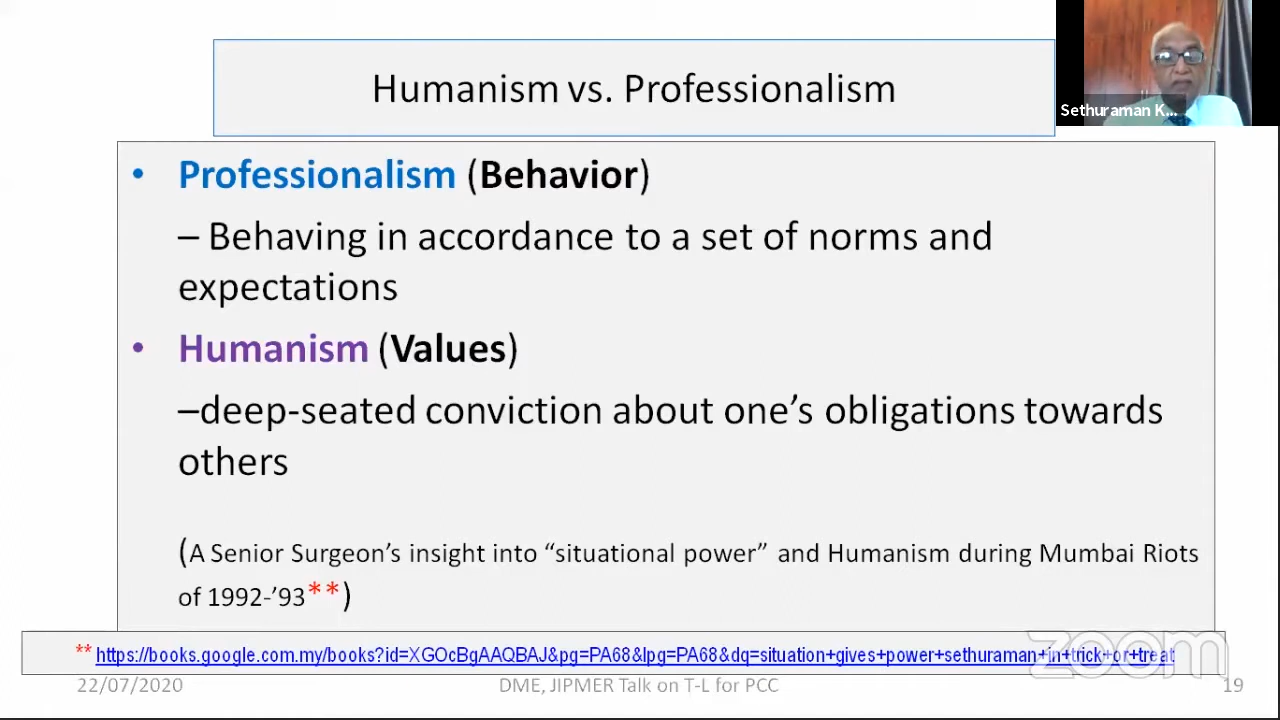 Humanism vs. Professionalism
Sethuraman K...
• Professionalism (Behavior)
– Behaving in accordance to a set of norms and
expectations
• Humanism (Values)
–deep-seated conviction about one’s obligations towards
others
(A Senior Surgeon’s insight into “situational power” and Humanism during Mumbai Riots
of 1992-’93**)
** https://books.google.com.my/books?id=XGOcBgAAQBAJ&pg=PA68&lpg=PA68&dq=situation+gives+power+sethuraman+in+trick+or+treat
zoom
22/07/2020 DME, JIPMER Talk on T-L for PCC 19